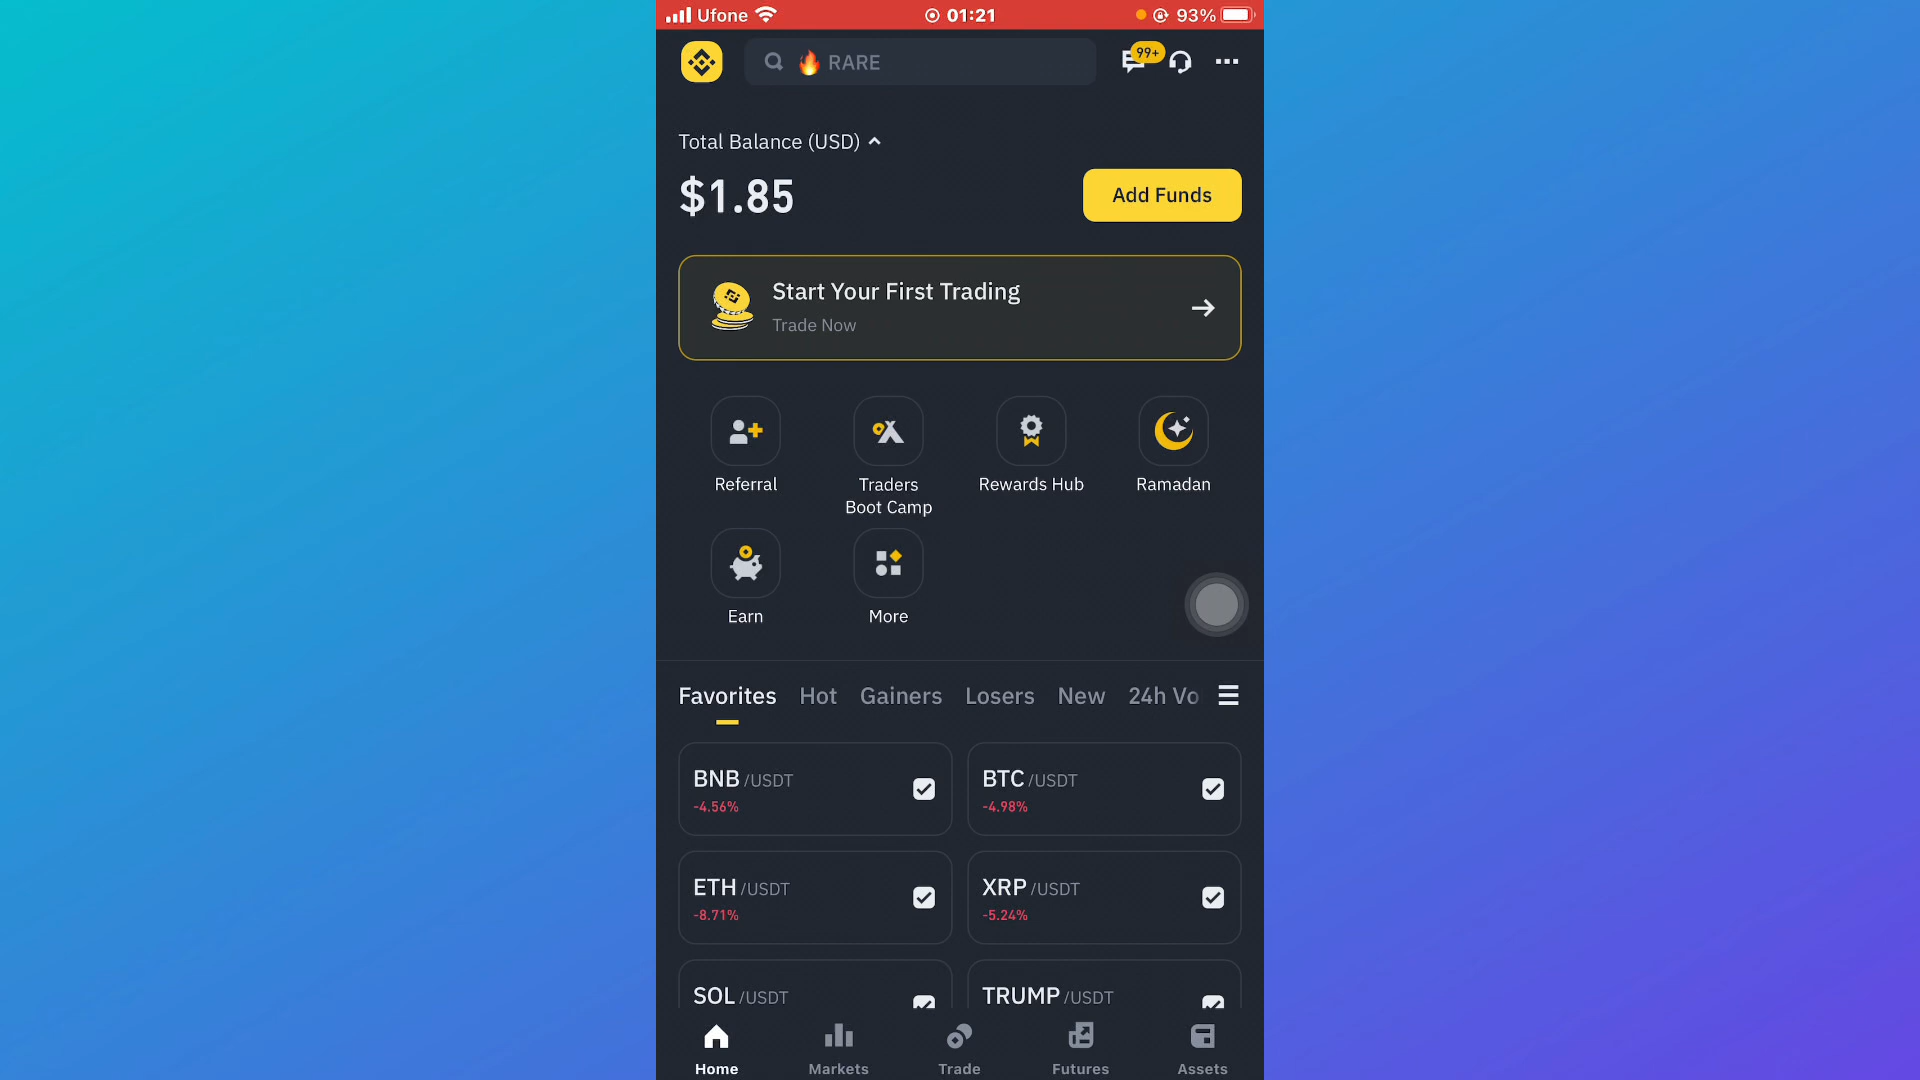 Ufone 01:21 93%
RARE 99+
Total Balance (USD)
$1.85
Add Funds
Start Your First Trading
Trade Now
Referral
Traders
Boot Camp
Rewards Hub
Ramadan
Earn
More
Favorites Hot Gainers Losers New 24h Vo
BNB /USDT
-4.56%
BTC /USDT
-4.98%
ETH /USDT
-8.71%
XRP /USDT
-5.24%
SOL /USDT
TRUMP /USDT
Home Markets Trade Futures Assets